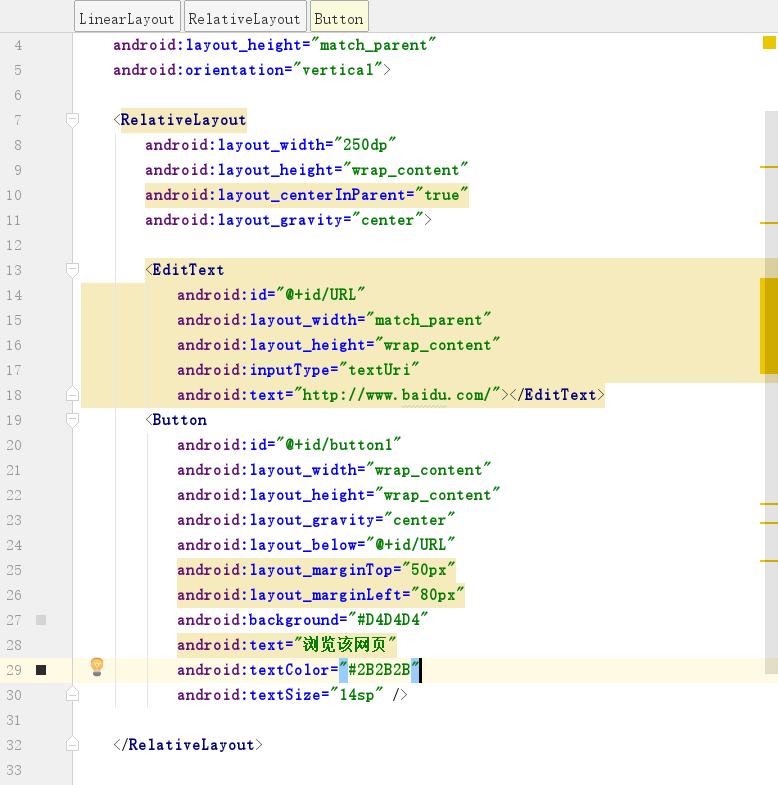 LinearLayout RelativeLayout Button
4 android:layout_height="match_parent"
5 android:orientation="vertical">
6
7 <RelativeLayout
8 android:layout_width="250dp"
9 android:layout_height="wrap_content"
10 android:layout_centerInParent="true"
11 android:layout_gravity="center">
12
13 <EditText
14 android:id="@+id/URL"
15 android:layout_width="match_parent"
16 android:layout_height="wrap_content"
17 android:inputType="textUri"
18 android:text="http://www.baidu.com/"></EditText>
19 <Button
20 android:id="@+id/button1"
21 android:layout_width="wrap_content"
22 android:layout_height="wrap_content"
23 android:layout_gravity="center"
24 android:layout_below="@+id/URL"
25 android:layout_marginTop="50px"
26 android:layout_marginLeft="80px"
27 android:background="#D4D4D4"
28 android:text="浏览该网页"
29 android:textColor="#2B2B2B"
30 android:textSize="14sp" />
31
32 </RelativeLayout>
33